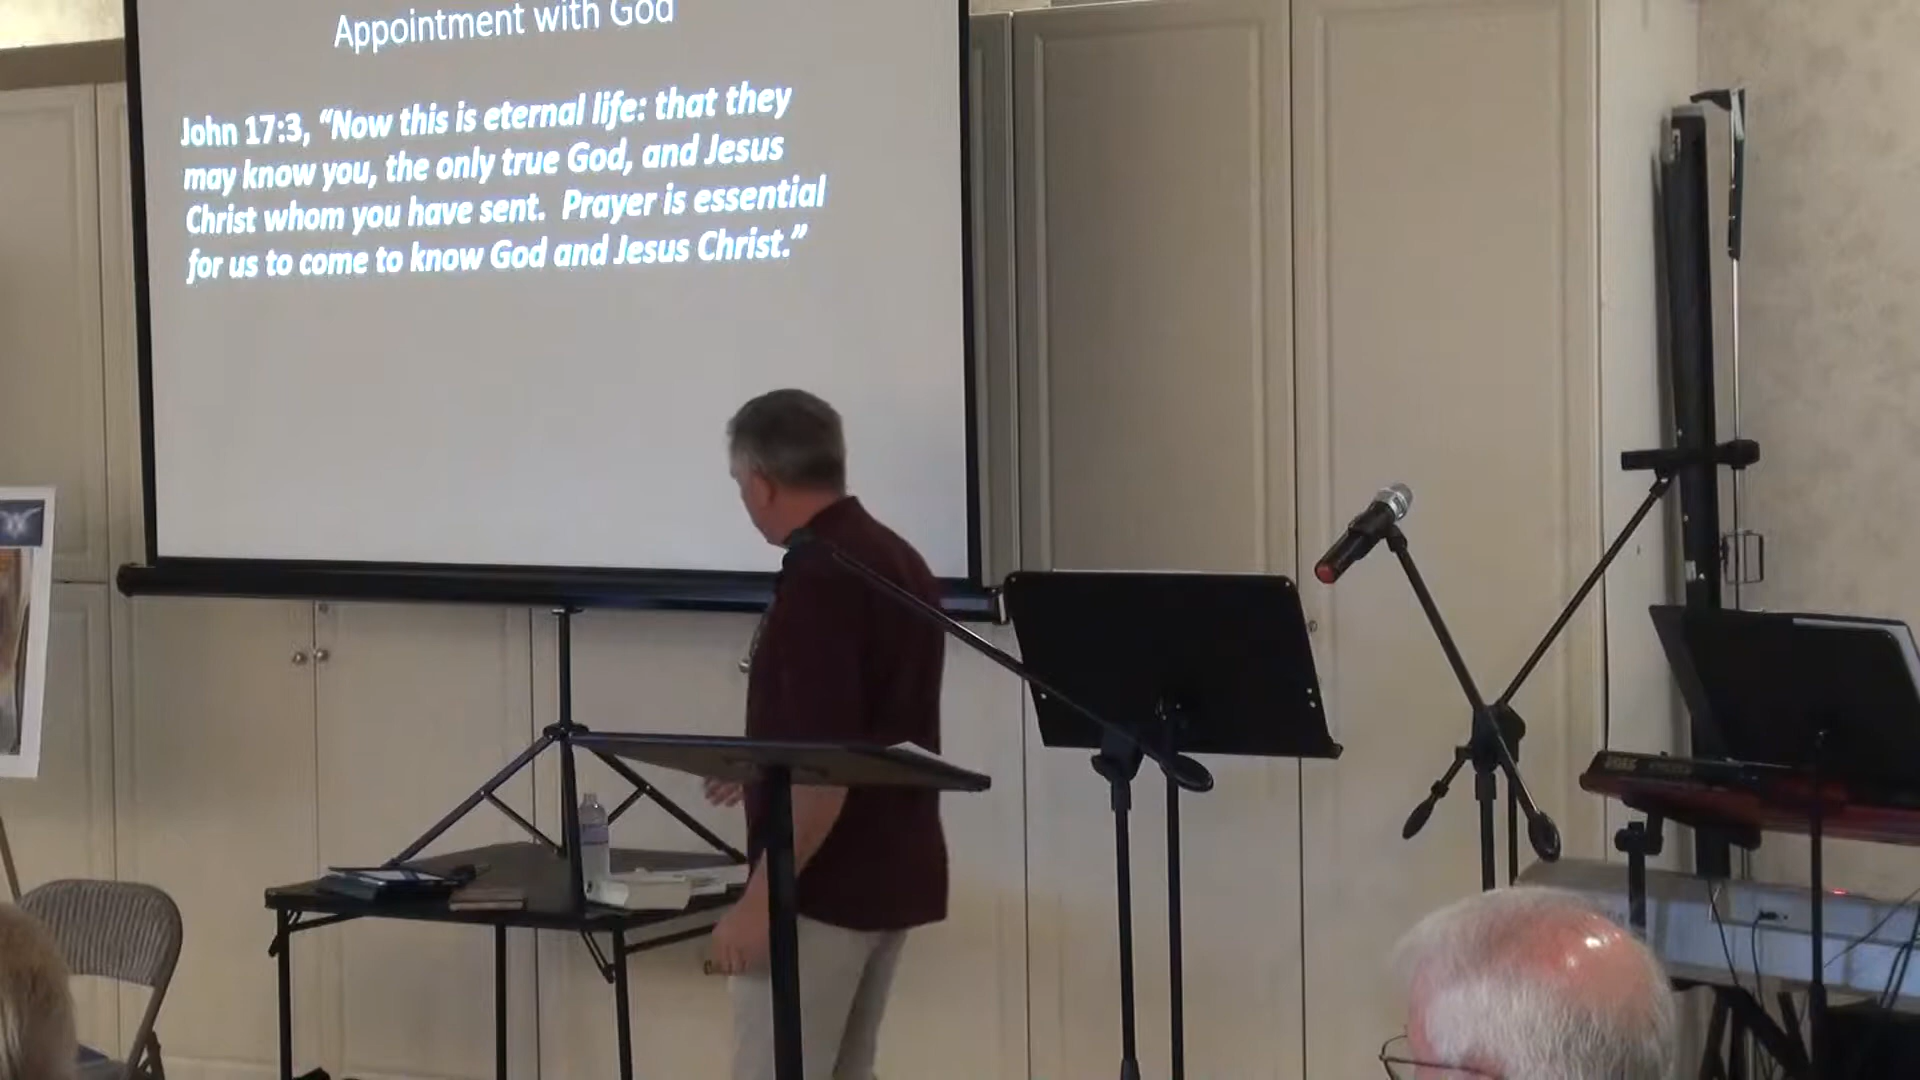 Appointment with God
John 17:3, “Now this is eternal life: that they
may know you, the only true God, and Jesus
Christ whom you have sent.  Prayer is essential
for us to come to know God and Jesus Christ.”